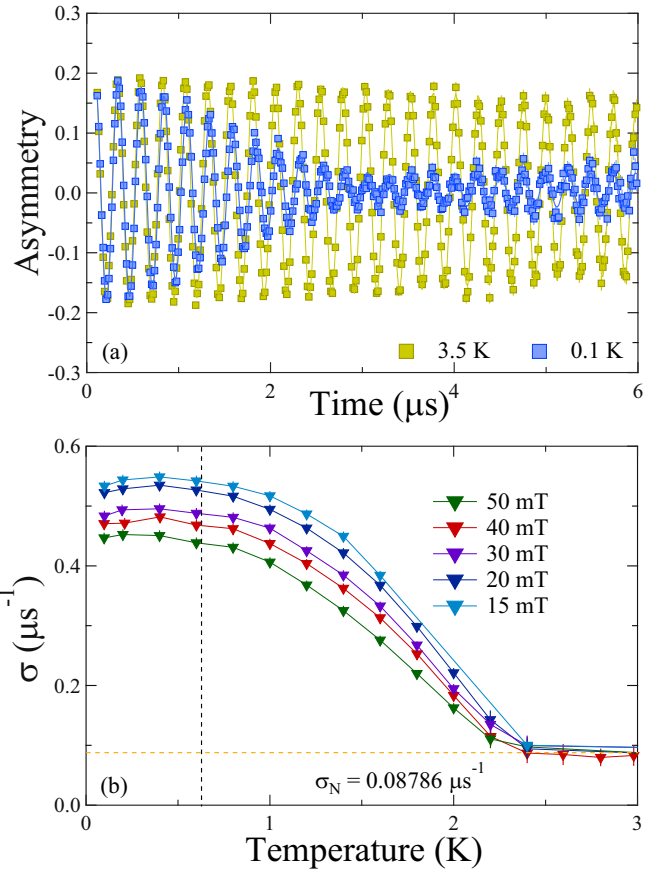 0.3
0.2
0.1
0.0
-0.1
-0.2
-0.3
Asymmetry
(a)
3.5 K
0.1 K
0
2
4
6
Time (μs)
0.6
0.4
0.2
0.0
σ (μs⁻¹)
50 mT
40 mT
30 mT
20 mT
15 mT
(b)
σN = 0.08786 μs⁻¹
0
1
2
3
Temperature (K)